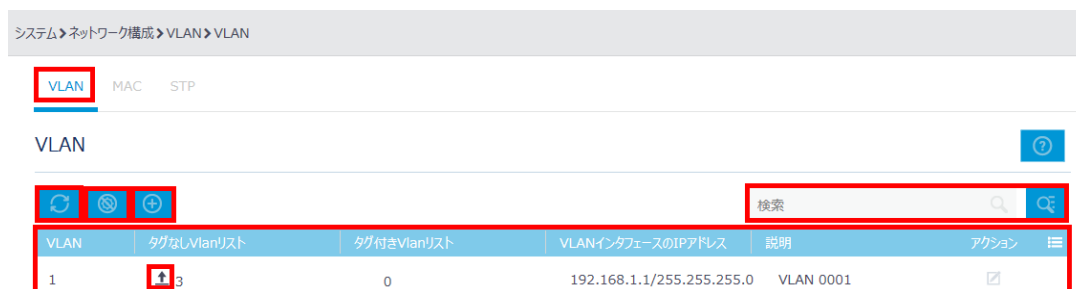 システム>ネットワーク構成>VLAN>VLAN
VLAN MAC STP
VLAN
検索
VLAN タグなしVlanリスト タグ付きVlanリスト VLANインタフェースのIPアドレス 説明 アクション
1 3 0 192.168.1.1/255.255.255.0 VLAN 0001